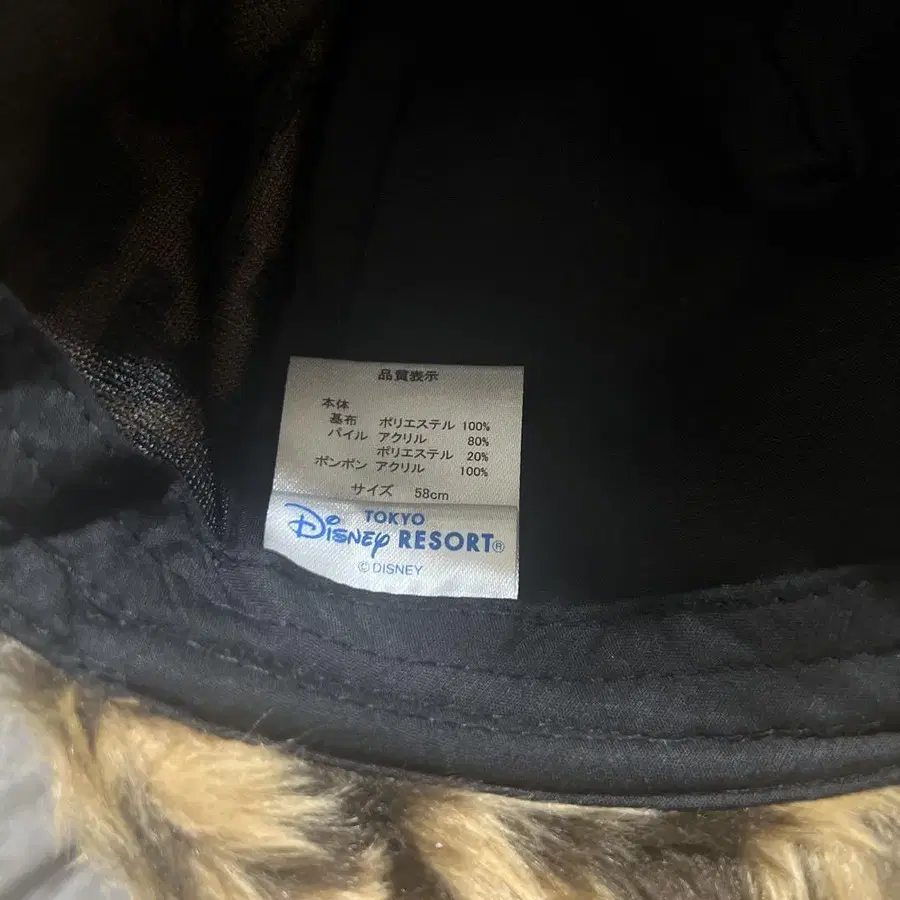 品質表示
本体
基布 ポリエステル 100%
パイル アクリル 80%
ポリエステル 20%
ポンポン アクリル 100%
サイズ 58cm
TOKYO
Disney RESORT®
© DISNEY